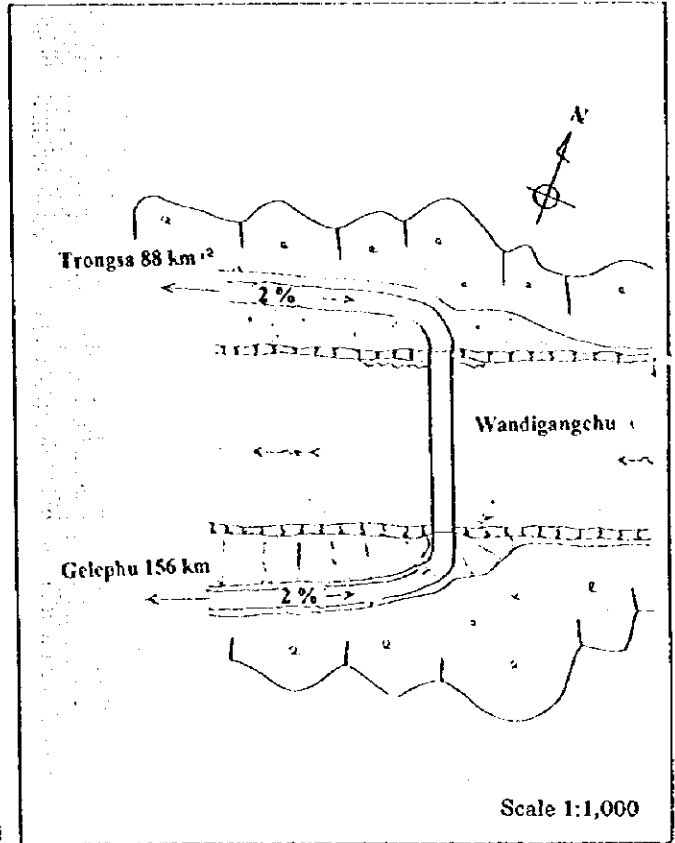 N
Trongsa 88 km
2 %
Wandigangchu
Gelephu 156 km
2 %
Scale 1:1,000